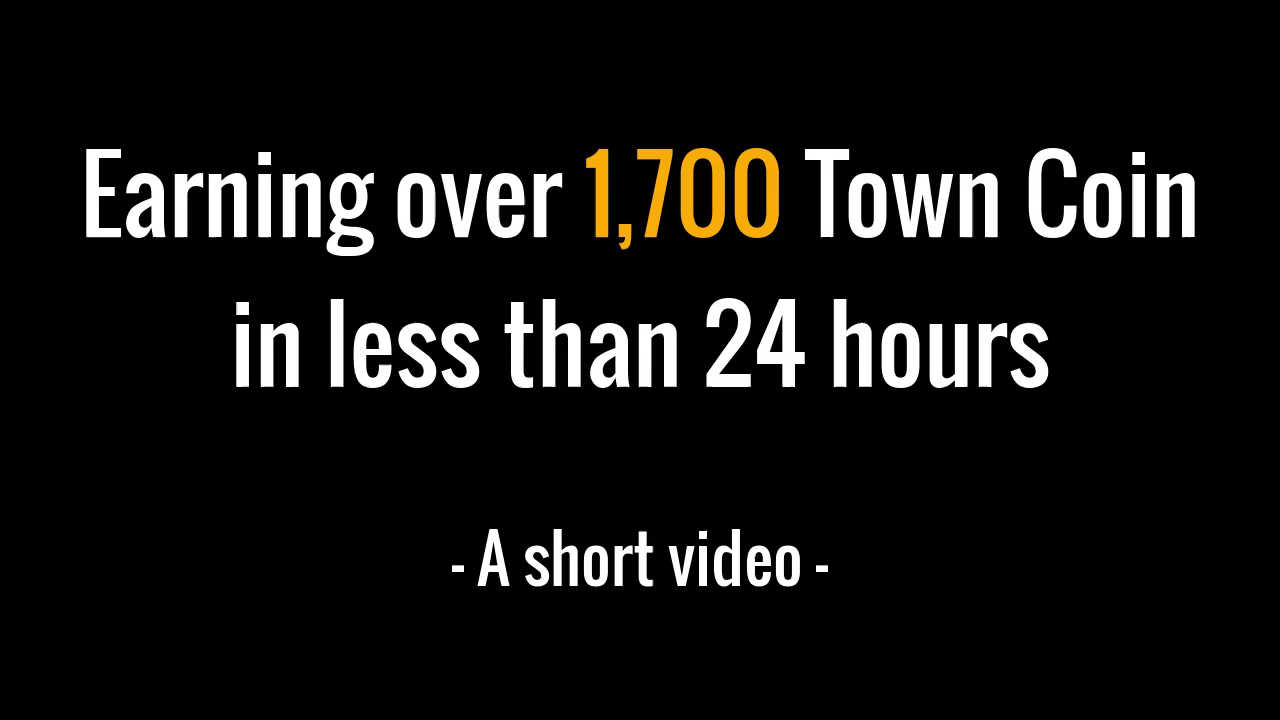 Earning over 1,700 Town Coin
in less than 24 hours
- A short video -